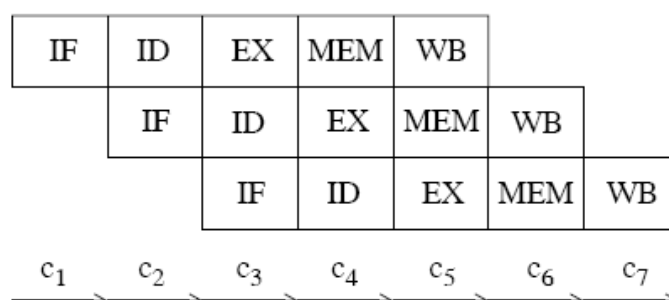 IF ID EX MEM WB
IF ID EX MEM WB
IF ID EX MEM WB
c₁ c₂ c₃ c₄ c₅ c₆ c₇